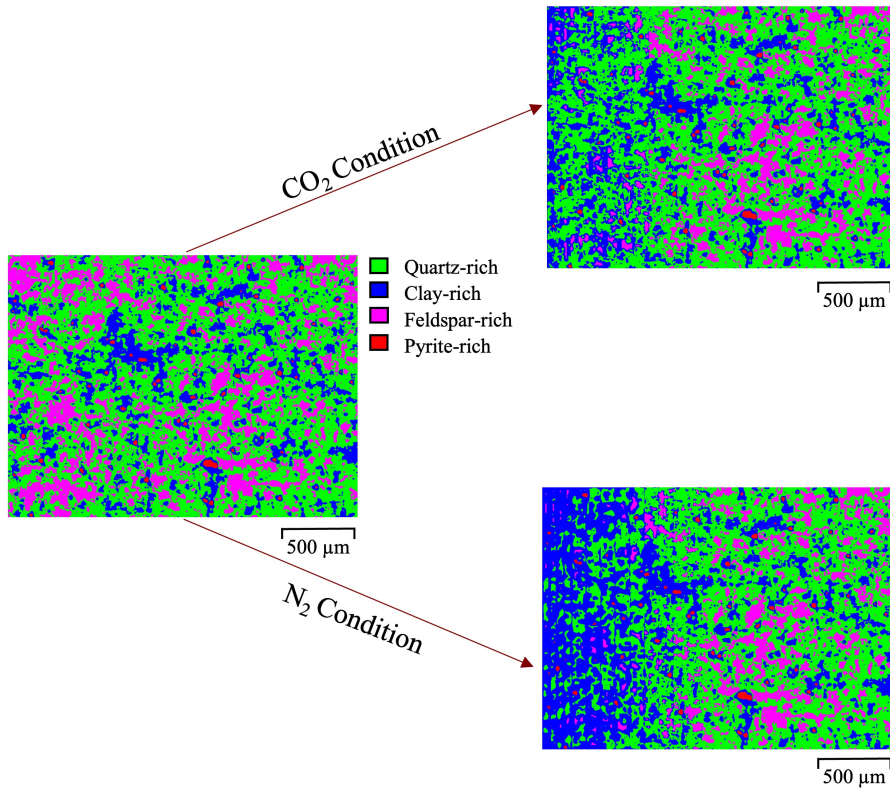 CO₂ Condition
500 µm
Quartz-rich
Clay-rich
Feldspar-rich
Pyrite-rich
500 µm
N₂ Condition
500 µm